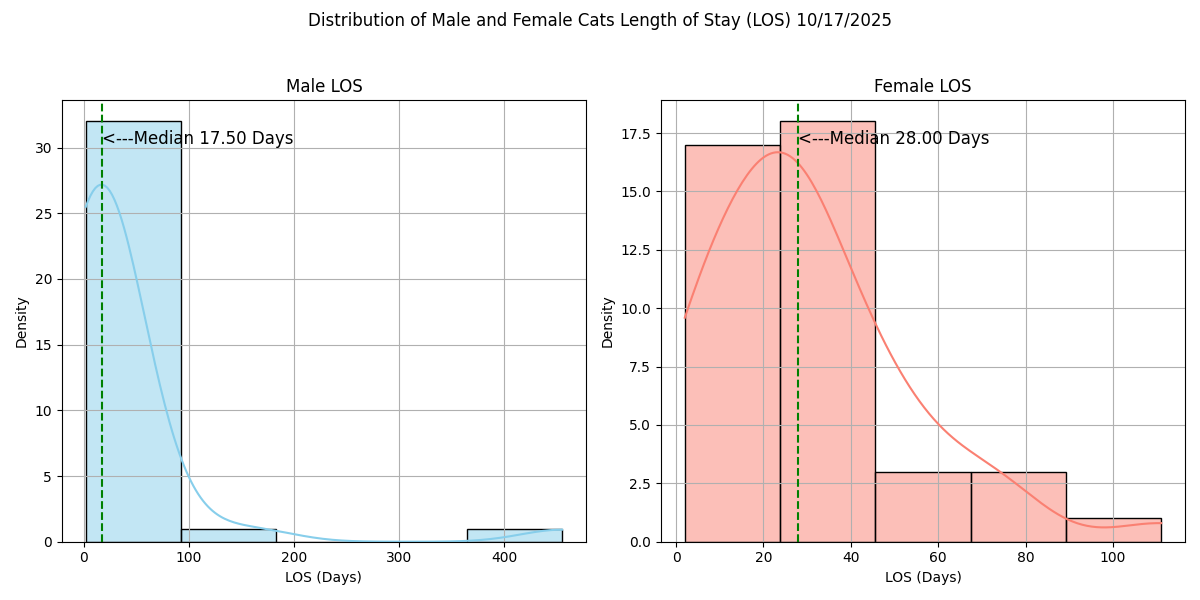 Distribution of Male and Female Cats Length of Stay (LOS) 10/17/2025
Male LOS
Density
30
25
20
15
10
5
0
<---Median 17.50 Days
0 100 200 300 400
LOS (Days)
Female LOS
Density
17.5
15.0
12.5
10.0
7.5
5.0
2.5
0.0
<---Median 28.00 Days
0 20 40 60 80 100
LOS (Days)